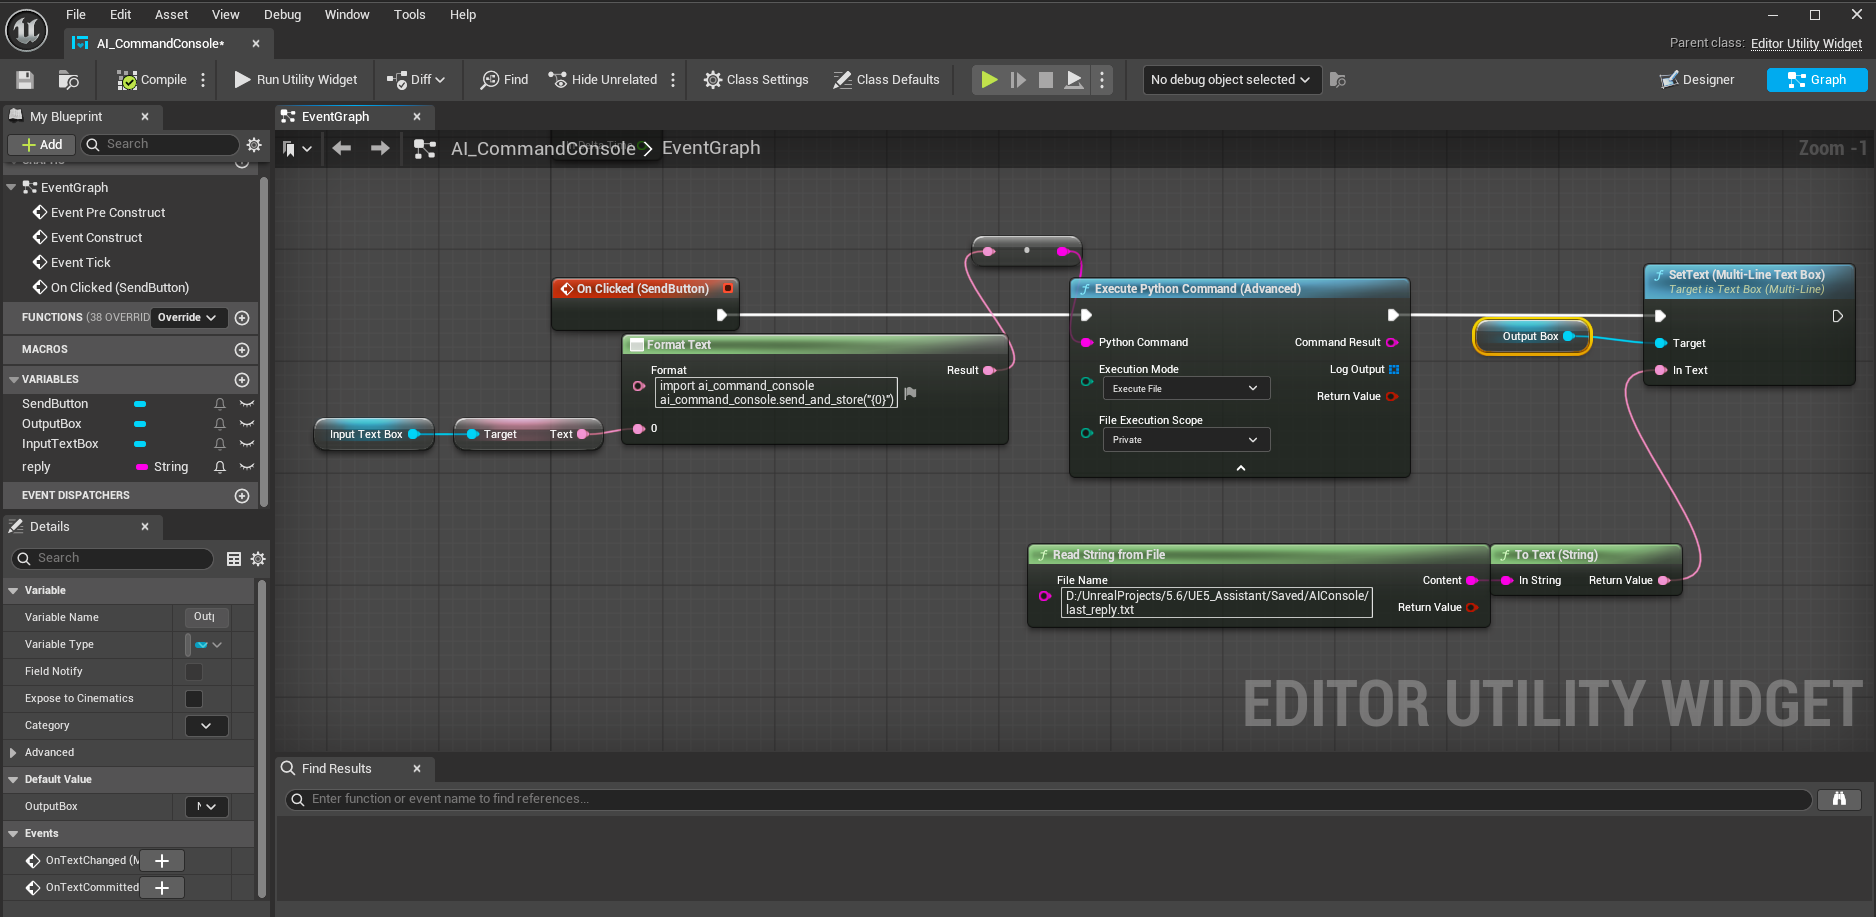 File Edit Asset View Debug Window Tools Help
AI_CommandConsole*
Parent class: Editor Utility Widget
Compile
Run Utility Widget
Diff
Find
Hide Unrelated
Class Settings
Class Defaults
No debug object selected
Designer
Graph
My Blueprint
Add
Search
EventGraph
Event Pre Construct
Event Construct
Event Tick
On Clicked (SendButton)
FUNCTIONS (38 OVERRID
Override
MACROS
VARIABLES
SendButton
OutputBox
InputTextBox
reply String
EVENT DISPATCHERS
Details
Search
Variable
Variable Name Outp
Variable Type
Field Notify
Expose to Cinematics
Category
Advanced
Default Value
OutputBox
Events
OnTextChanged (M
OnTextCommitted
EventGraph
AI_CommandConsole > EventGraph
Zoom -1
On Clicked (SendButton)
Format Text
Format
Result
import ai_command_console
ai_command_console.send_and_store("{0}")
0
Input Text Box
Target Text
Execute Python Command (Advanced)
Python Command
Command Result
Execution Mode
Log Output
Execute File
Return Value
File Execution Scope
Private
Output Box
SetText (Multi-Line Text Box)
Target is Text Box (Multi-Line)
Target
In Text
Read String from File
File Name
Content
D:/UnrealProjects/5.6/UE5_Assistant/Saved/AIConsole/
last_reply.txt
Return Value
To Text (String)
In String Return Value
EDITOR UTILITY WIDGET
Find Results
Enter function or event name to find references...